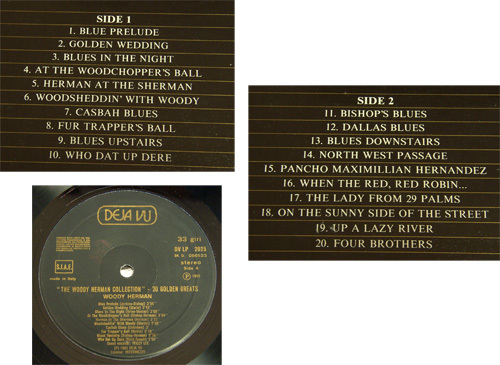 SIDE 1
1. BLUE PRELUDE
2. GOLDEN WEDDING
3. BLUES IN THE NIGHT
4. AT THE WOODCHOPPER'S BALL
5. HERMAN AT THE SHERMAN
6. WOODSHEDDIN' WITH WOODY
7. CASBAH BLUES
8. FUR TRAPPER'S BALL
9. BLUES UPSTAIRS
10. WHO DAT UP DERE
SIDE 2
11. BISHOP'S BLUES
12. DALLAS BLUES
13. BLUES DOWNSTAIRS
14. NORTH WEST PASSAGE
15. PANCHO MAXIMILLIAN HERNANDEZ
16. WHEN THE RED, RED ROBIN...
17. THE LADY FROM 29 PALMS
18. ON THE SUNNY SIDE OF THE STREET
19. UP A LAZY RIVER
20. FOUR BROTHERS
DEJA VU
33 giri
DV LP 2025
stereo
S.I.A.E.
Made in Italy
"THE WOODY HERMAN COLLECTION" - 20 GOLDEN GREATS
WOODY HERMAN